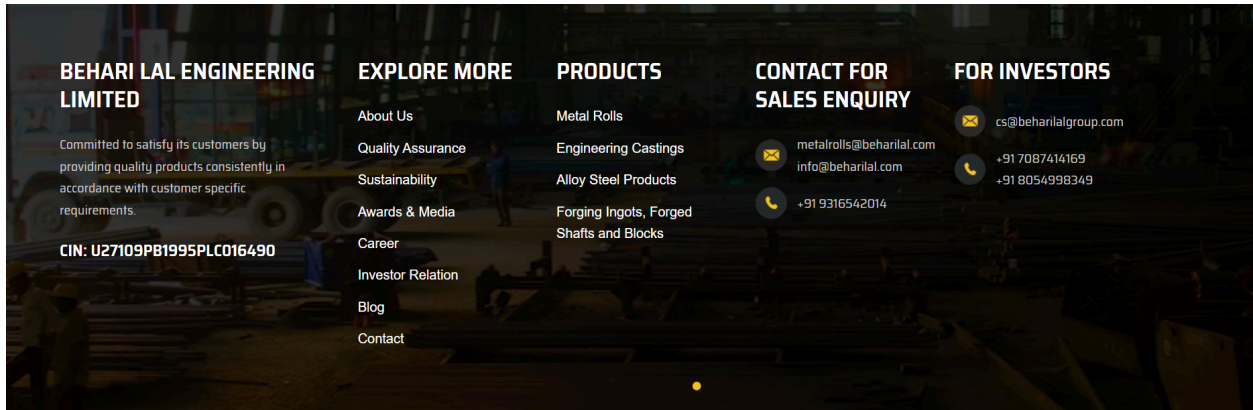 BEHARI LAL ENGINEERING
LIMITED
Committed to satisfy its customers by
providing quality products consistently in
accordance with customer specific
requirements.
CIN: U27109PB1995PLC016490
EXPLORE MORE
About Us
Quality Assurance
Sustainability
Awards & Media
Career
Investor Relation
Blog
Contact
PRODUCTS
Metal Rolls
Engineering Castings
Alloy Steel Products
Forging Ingots, Forged
Shafts and Blocks
CONTACT FOR
SALES ENQUIRY
metalrolls@beharilal.com
info@beharilal.com
+91 9316542014
FOR INVESTORS
cs@beharilalgroup.com
+91 7087414169
+91 8054998349